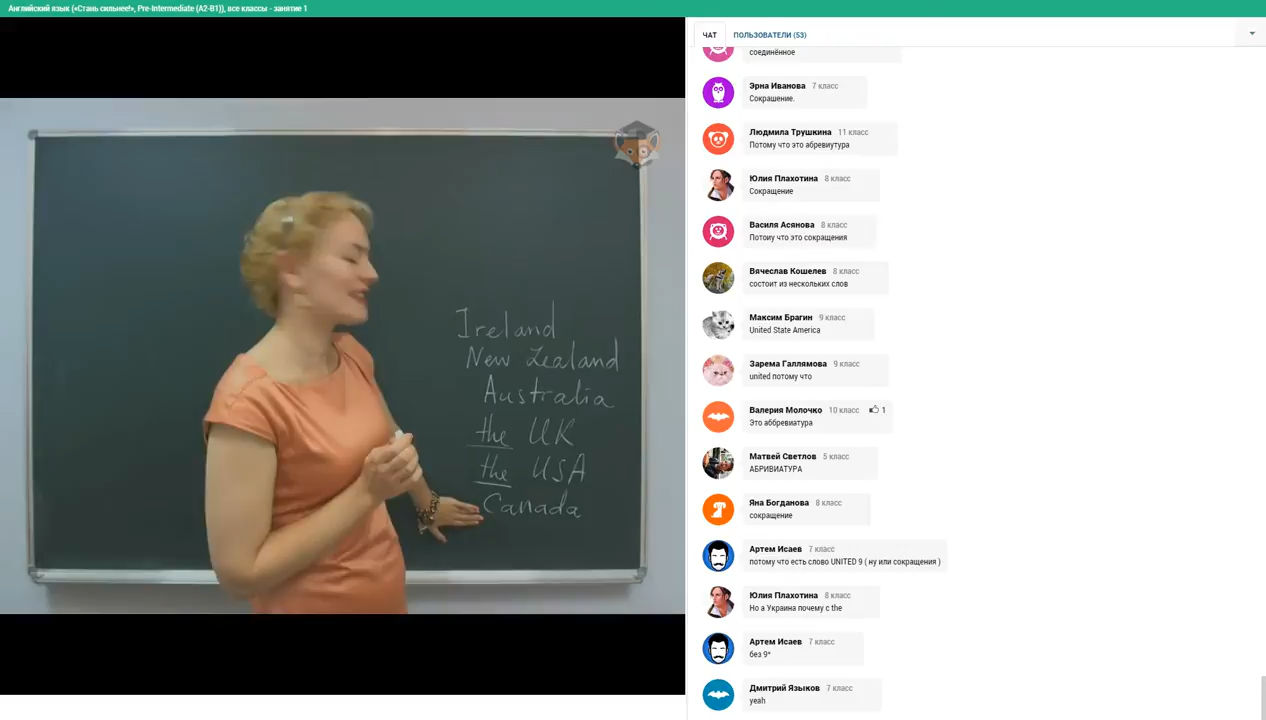 Английский язык («Стань сильнее!», Pre-Intermediate (A2-B1)), все классы - занятие 1
ЧАТ
ПОЛЬЗОВАТЕЛИ (53)
соединённое
Эрна Иванова 7 класс
Сокрашение.
Людмила Трушкина 11 класс
Потому что это абревиутура
Юлия Плахотина 8 класс
Сокращение
Василя Асянова 8 класс
Потоиу что это сокращения
Вячеслав Кошелев 8 класс
состоит из нескольких слов
Максим Брагин 9 класс
United State America
Зарема Галлямова 9 класс
united потому что
Валерия Молочко 10 класс 1
Это аббревиатура
Матвей Светлов 5 класс
АБРИВИАТУРА
Яна Богданова 8 класс
сокращение
Артем Исаев 7 класс
потому что есть слово UNITED 9 ( ну или сокращения )
Юлия Плахотина 8 класс
Но а Украина почему с the
Артем Исаев 7 класс
без 9*
Дмитрий Языков 7 класс
yeah
Ireland
New Zealand
Australia
the UK
the USA
Canada